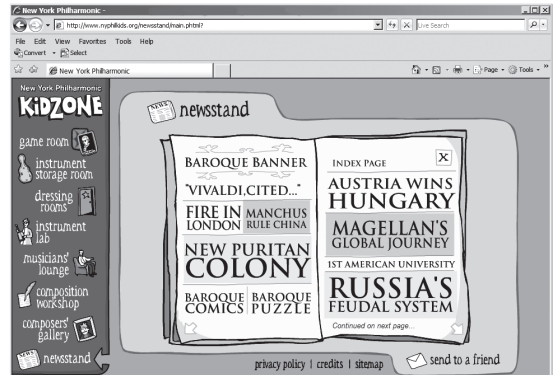 New York Philharmonic -
http://www.nyphilkids.org/newsstand/main.phtml?
Live Search
File Edit View Favorites Tools Help
Convert Select
New York Philharmonic
Page Tools
New York Philharmonic
KIDZONE
game room
instrument
storage room
dressing
rooms
instrument
lab
musicians'
lounge
composition
workshop
composers'
gallery
newsstand
NEWS
newsstand
BAROQUE BANNER
"VIVALDI,CITED..."
FIRE IN
LONDON
MANCHUS
RULE CHINA
NEW PURITAN
COLONY
BAROQUE
COMICS
BAROQUE
PUZZLE
INDEX PAGE
X
AUSTRIA WINS
HUNGARY
MAGELLAN'S
GLOBAL JOURNEY
1ST AMERICAN UNIVERSITY
RUSSIA'S
FEUDAL SYSTEM
Continued on next page...
privacy policy | credits | sitemap
send to a friend